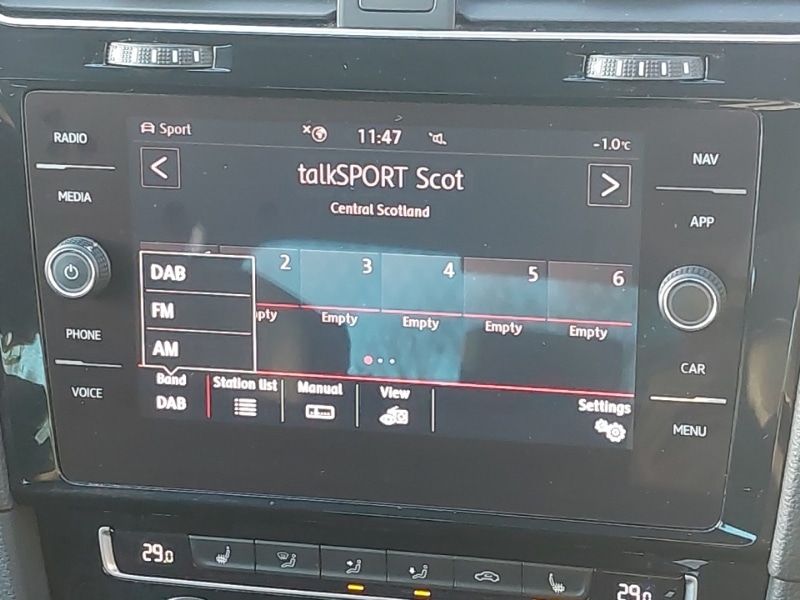 RADIO
MEDIA
PHONE
VOICE
Sport
11:47
-1.0°C
talkSPORT Scot
Central Scotland
< >
2 3 4 5 6
Empty Empty Empty Empty
DAB
FM
AM
Band
DAB
Station list
Manual
View
Settings
NAV
APP
CAR
MENU
29.0
29.0